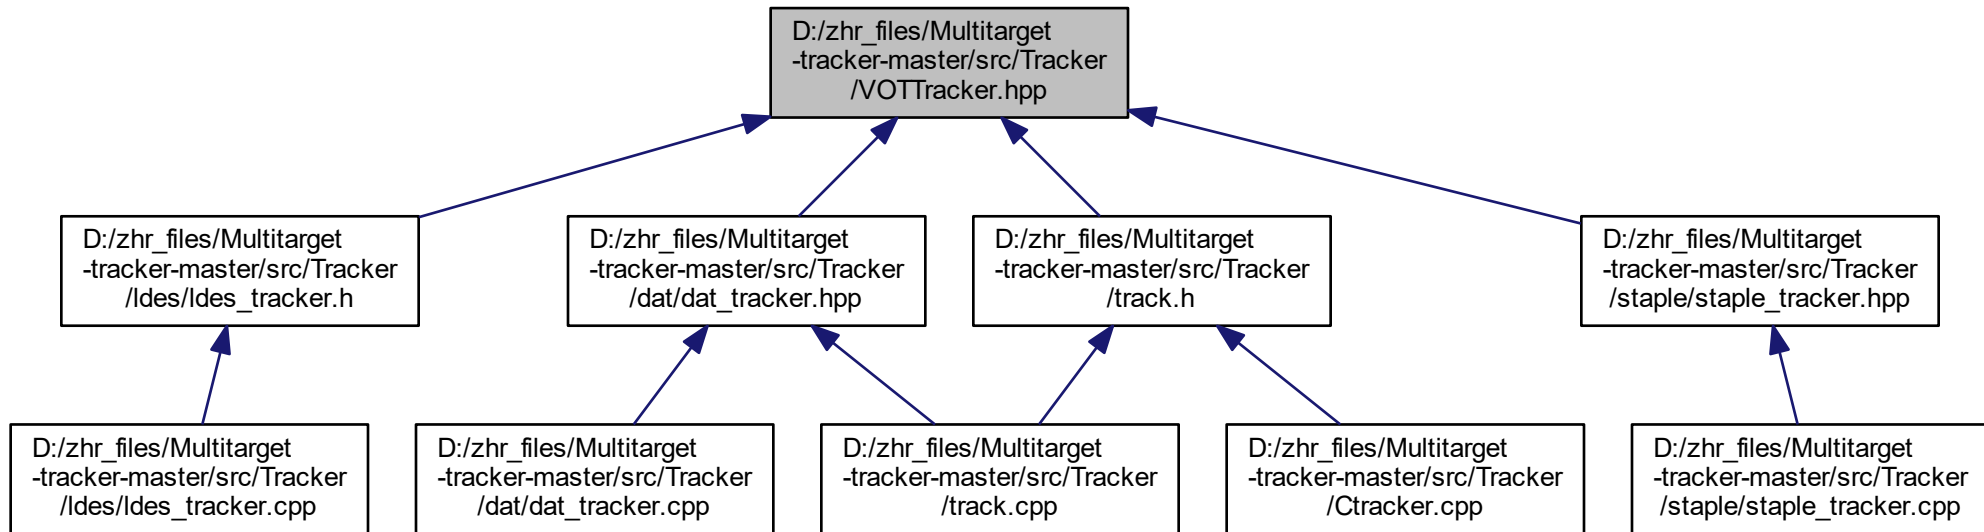 D:/zhr_files/Multitarget
-tracker-master/src/Tracker
/VOTTracker.hpp
D:/zhr_files/Multitarget
-tracker-master/src/Tracker
/ldes/ldes_tracker.h
D:/zhr_files/Multitarget
-tracker-master/src/Tracker
/dat/dat_tracker.hpp
D:/zhr_files/Multitarget
-tracker-master/src/Tracker
/track.h
D:/zhr_files/Multitarget
-tracker-master/src/Tracker
/staple/staple_tracker.hpp
D:/zhr_files/Multitarget
-tracker-master/src/Tracker
/ldes/ldes_tracker.cpp
D:/zhr_files/Multitarget
-tracker-master/src/Tracker
/dat/dat_tracker.cpp
D:/zhr_files/Multitarget
-tracker-master/src/Tracker
/track.cpp
D:/zhr_files/Multitarget
-tracker-master/src/Tracker
/Ctracker.cpp
D:/zhr_files/Multitarget
-tracker-master/src/Tracker
/staple/staple_tracker.cpp